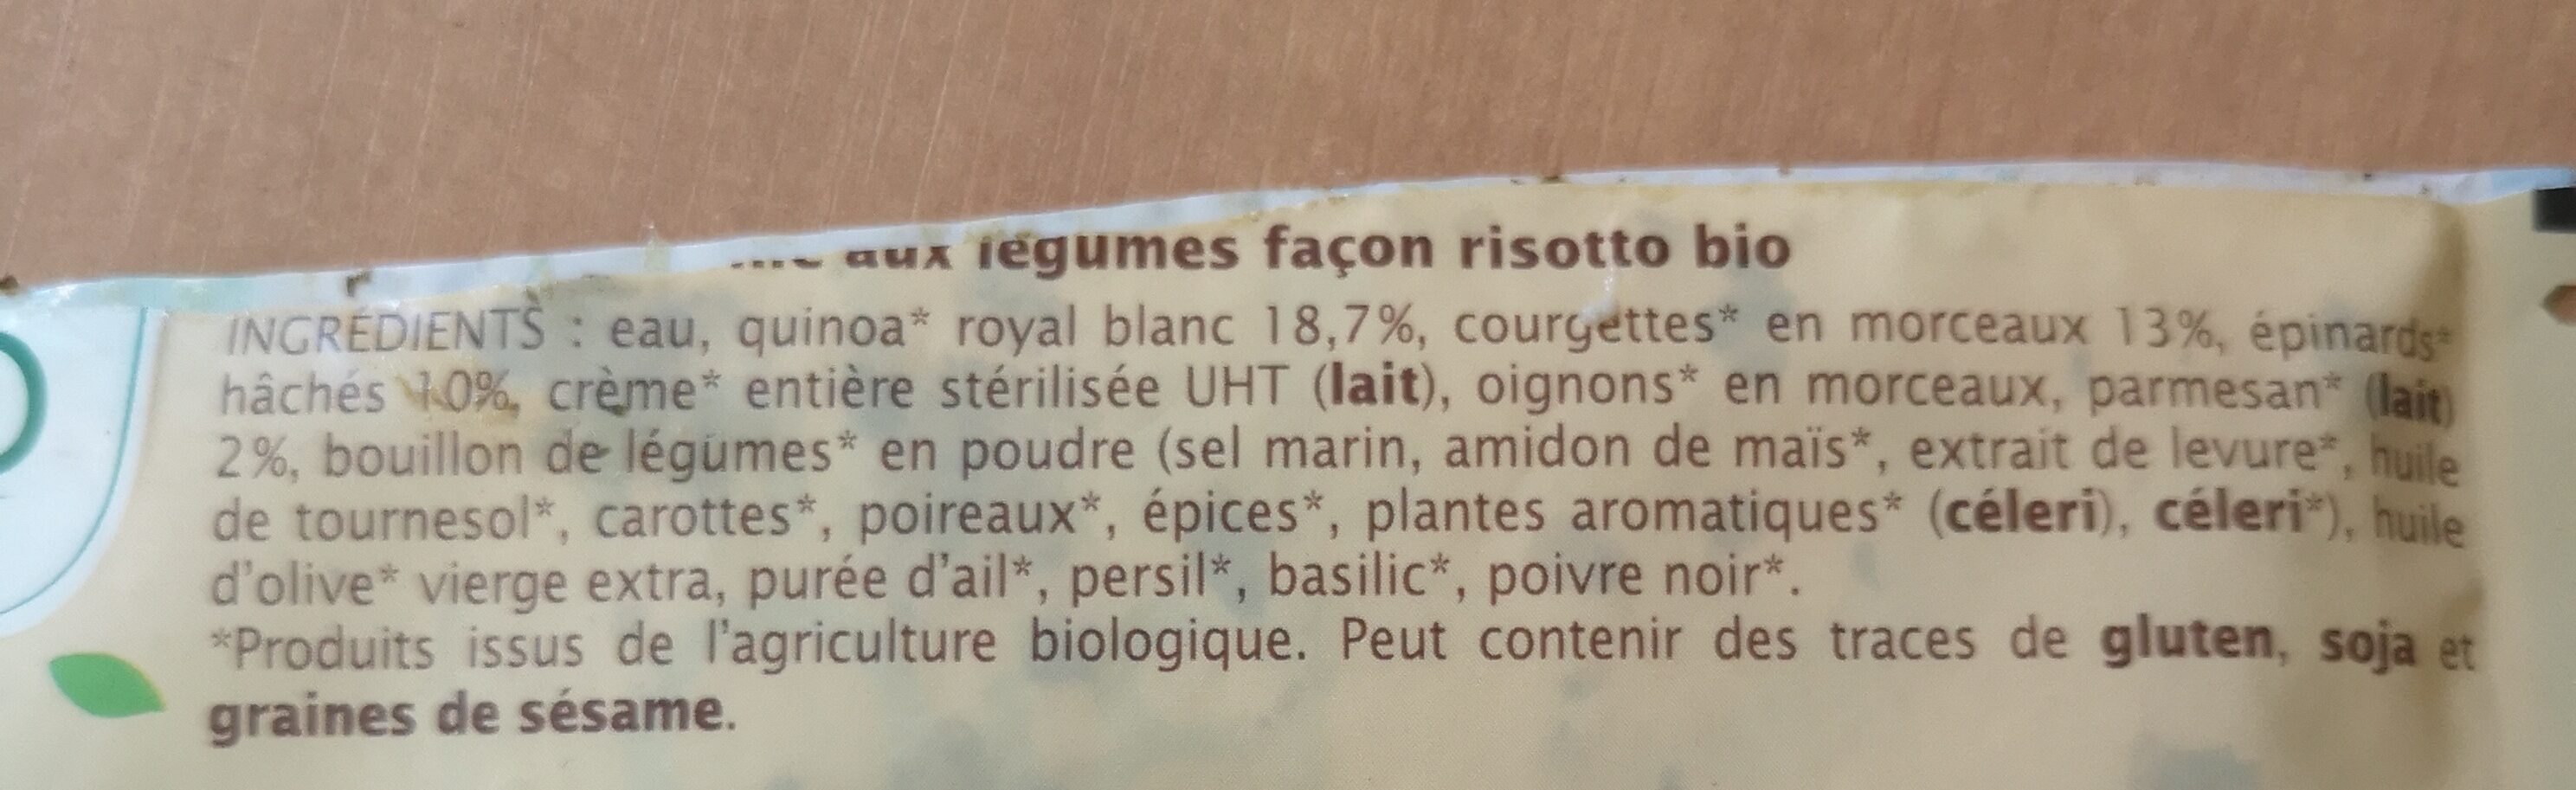 aux légumes façon risotto bio
INGRÉDIENTS : eau, quinoa* royal blanc 18,7%, courgettes* en morceaux 13%, épinards*
hâchés 10%, crème* entière stérilisée UHT (lait), oignons* en morceaux, parmesan* (lait)
2%, bouillon de légumes* en poudre (sel marin, amidon de maïs*, extrait de levure*, huile
de tournesol*, carottes*, poireaux*, épices*, plantes aromatiques* (céleri), céleri*), huile
d'olive* vierge extra, purée d'ail*, persil*, basilic*, poivre noir*.
*Produits issus de l'agriculture biologique. Peut contenir des traces de gluten, soja et
graines de sésame.